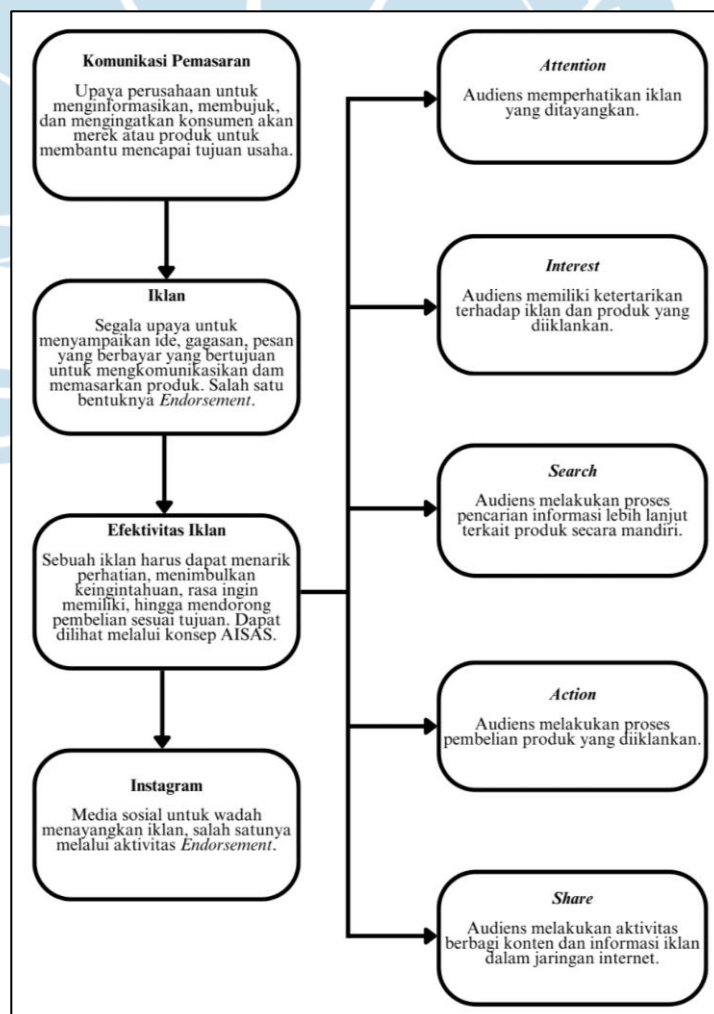 Komunikasi Pemasaran
Upaya perusahaan untuk
menginformasikan, membujuk,
dan mengingatkan konsumen akan
merek atau produk untuk
membantu mencapai tujuan usaha.
Iklan
Segala upaya untuk
menyampaikan ide, gagasan, pesan
yang berbayar yang bertujuan
untuk mengkomunikasikan dam
memasarkan produk. Salah satu
bentuknya Endorsement.
Efektivitas Iklan
Sebuah iklan harus dapat menarik
perhatian, menimbulkan
keingintahuan, rasa ingin
memiliki, hingga mendorong
pembelian sesuai tujuan. Dapat
dilihat melalui konsep AISAS.
Instagram
Media sosial untuk wadah
menayangkan iklan, salah satunya
melalui aktivitas Endorsement.
Attention
Audiens memperhatikan iklan
yang ditayangkan.
Interest
Audiens memiliki ketertarikan
terhadap iklan dan produk yang
diiklankan.
Search
Audiens melakukan proses
pencarian informasi lebih lanjut
terkait produk secara mandiri.
Action
Audiens melakukan proses
pembelian produk yang diiklankan.
Share
Audiens melakukan aktivitas
berbagi konten dan informasi iklan
dalam jaringan internet.